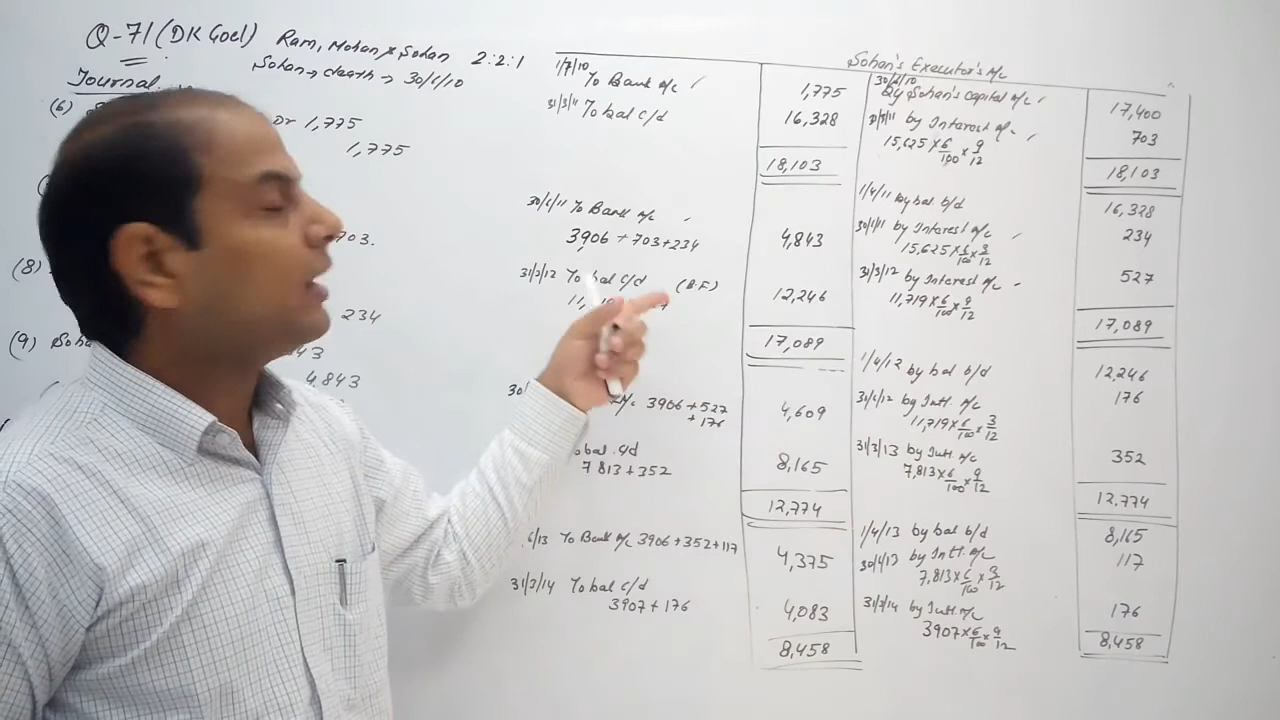 Q-71 (DK Goel) Ram, Mohan & Sohan 2:2:1
Sohan → death → 30/6/10
Journal
(6)
Dr 1,775
1,775
703.
(8)
234
(9) Soha
4,843
Sohan's Executor's A/c
1/7/10 To Bank A/c 1,775
31/3/11 To bal c/d 16,328
18,103
30/6/11 To Bank A/c
3906 + 703 + 234 4,843
31/3/12 To bal c/d (B.F) 12,246
17,089
30
A/c 3906 + 527
+ 176 4,609
bal. c/d
7813 + 352 8,165
12,774
6/13 To Bank A/c 3906 + 352 + 117 4,375
31/3/14 To bal c/d
3907 + 176 4,083
8,458
30/6/10
By Sohan's Capital A/c 17,400
31/3/11 by Interest A/c 703
15,625 × 6/100 × 9/12
18,103
1/4/11 by bal b/d 16,328
30/6/11 by Interest A/c 234
15,625 × 6/100 × 3/12
31/3/12 by Interest A/c 527
11,719 × 6/100 × 9/12
17,089
1/4/12 by bal b/d 12,246
30/6/12 by Intt. A/c 176
11,719 × 6/100 × 3/12
31/3/13 by Intt A/c 352
7,813 × 6/100 × 9/12
12,774
1/4/13 by bal b/d 8,165
30/6/13 by Intt. A/c 117
7,813 × 6/100 × 3/12
31/3/14 by Intt. A/c 176
3907 × 6/100 × 9/12
8,458